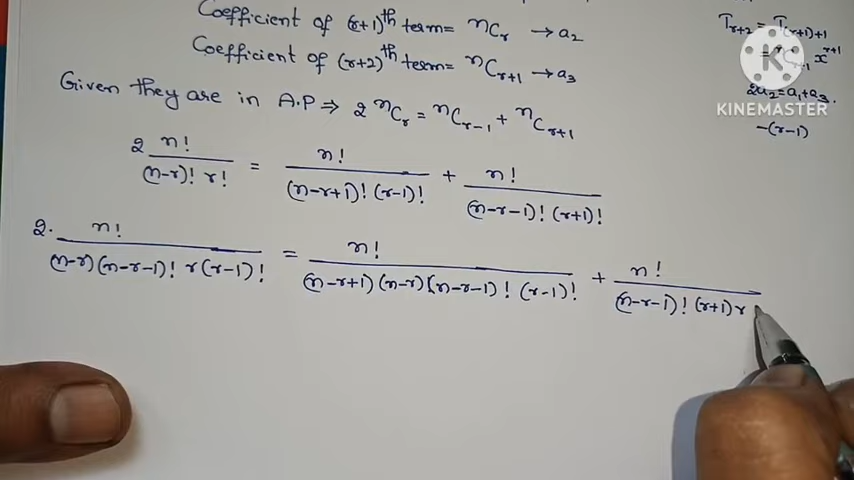 Coefficient of (r+1)th term = nCr → a2
Coefficient of (r+2)th term = nCr+1 → a3
Given they are in A.P ⇒ 2 nCr = nCr-1 + nCr+1
2 n!/((n-r)! r!) = n!/((n-r+1)! (r-1)!) + n!/((n-r-1)! (r+1)!)
2. n!/((n-r)(n-r-1)! r(r-1)!) = n!/((n-r+1)(n-r)(n-r-1)! (r-1)!) + n!/((n-r-1)! (r+1) r
Tr+2 = T(r+1)+1
x^r+1
2a2 = a1 + a3
-(r-1)
KS
KINEMASTER